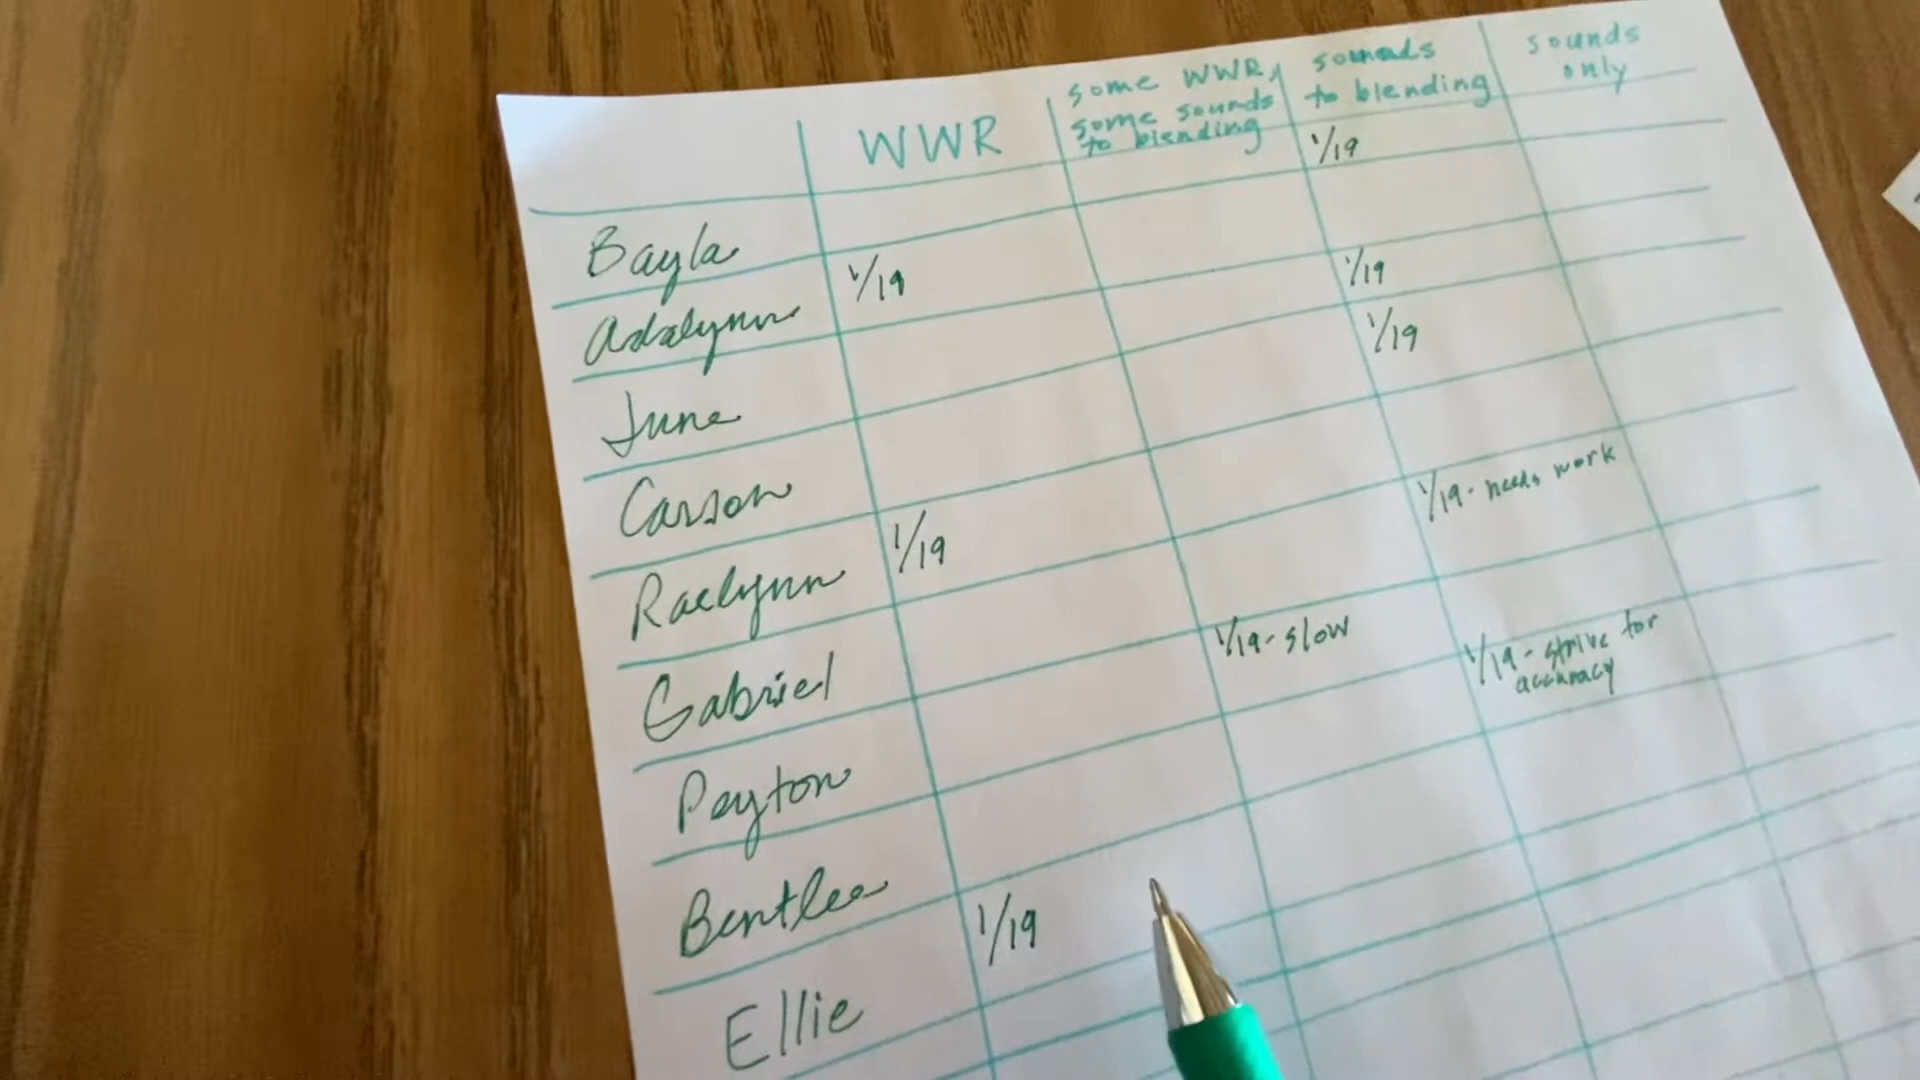 WWR
some WWR,
some sounds
to blending
sounds
to blending
sounds
only
Bayla
1/19
Adalynn
1/19
June
1/19
Carson
1/19
Raelynn
1/19
Gabriel
1/19 - needs work
Peyton
1/19 - slow
Bentlee
1/19 - strive for
accuracy
Ellie
1/19